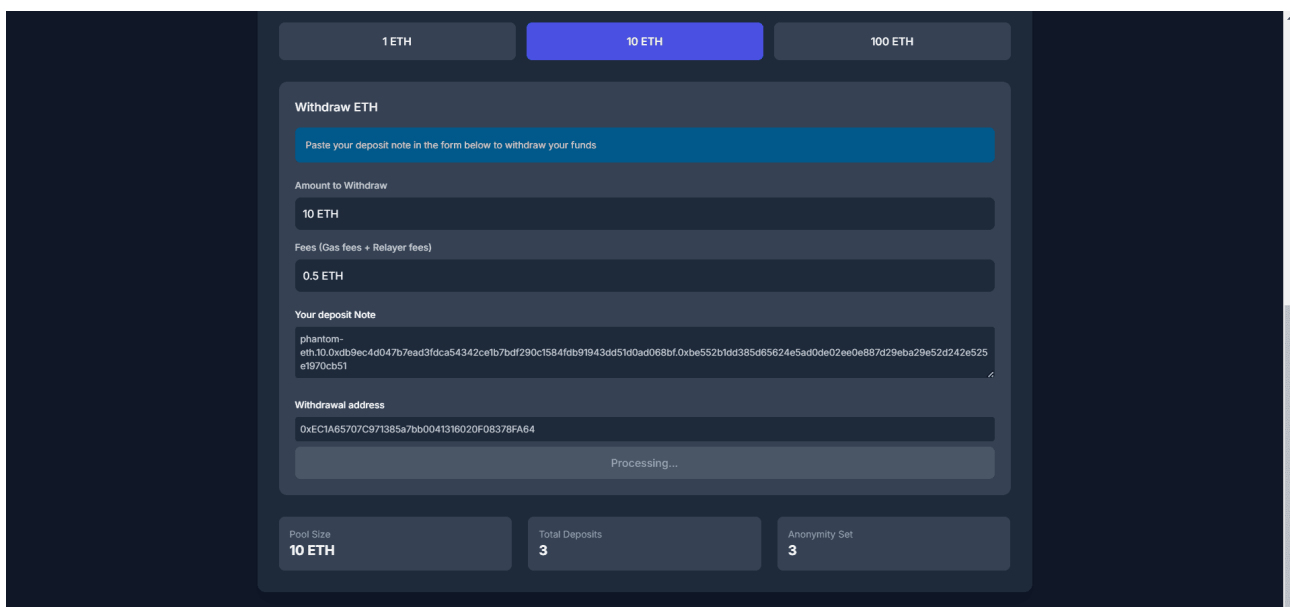 1 ETH
10 ETH
100 ETH
Withdraw ETH
Paste your deposit note in the form below to withdraw your funds
Amount to Withdraw
10 ETH
Fees (Gas fees + Relayer fees)
0.5 ETH
Your deposit Note
phantom-
eth.10.0xdb9ec4d047b7ead3fdca54342ce1b7bdf290c1584fdb91943dd51d0ad068bf.0xbe552b1dd385d65624e5ad0de02ee0e887d29eba29e52d242e525
e1970cb51
Withdrawal address
0xEC1A65707C971385a7bb0041316020F08378FA64
Processing...
Pool Size
10 ETH
Total Deposits
3
Anonymity Set
3